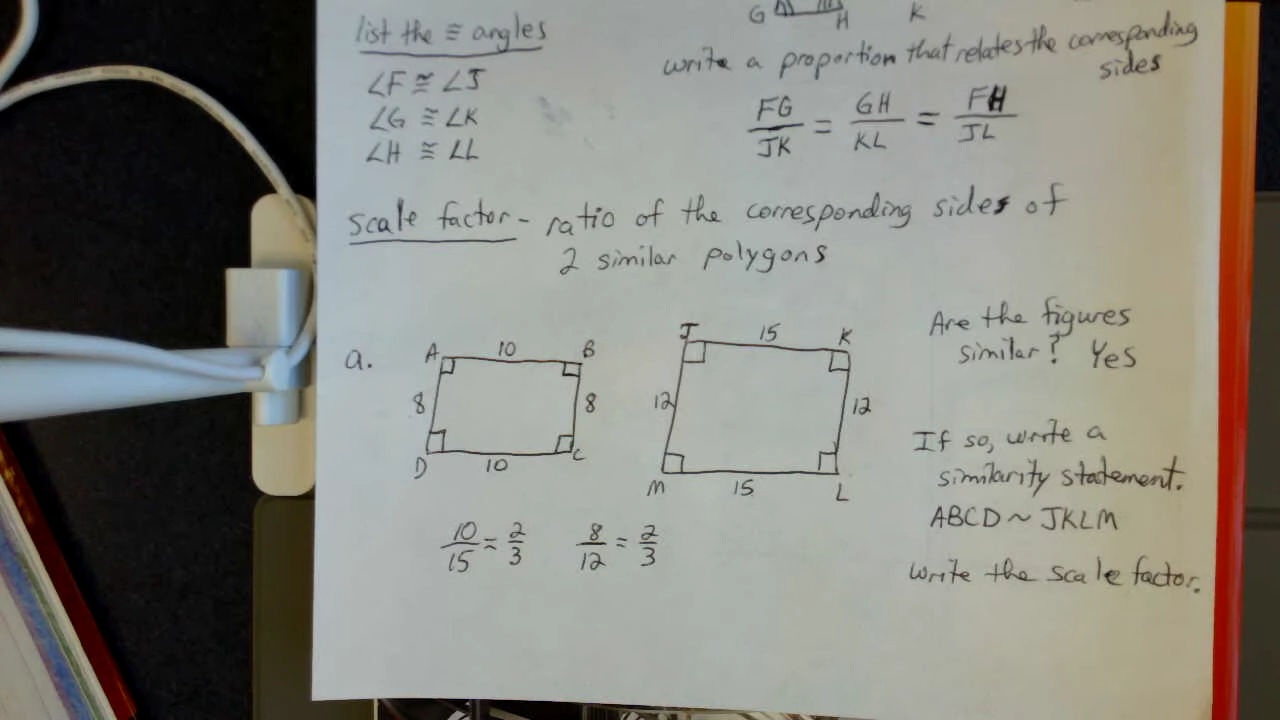 G H K
list the ≅ angles
∠F ≅ ∠J
∠G ≅ ∠K
∠H ≅ ∠L
write a proportion that relates the corresponding
sides
FG/JK = GH/KL = FH/JL
scale factor - ratio of the corresponding sides of
2 similar polygons
a.
A 10 B
8 8
D 10 C
J 15 K
12 12
M 15 L
10/15 = 2/3 8/12 = 2/3
Are the figures
similar? Yes
If so, write a
similarity statement.
ABCD ~ JKLM
Write the scale factor.